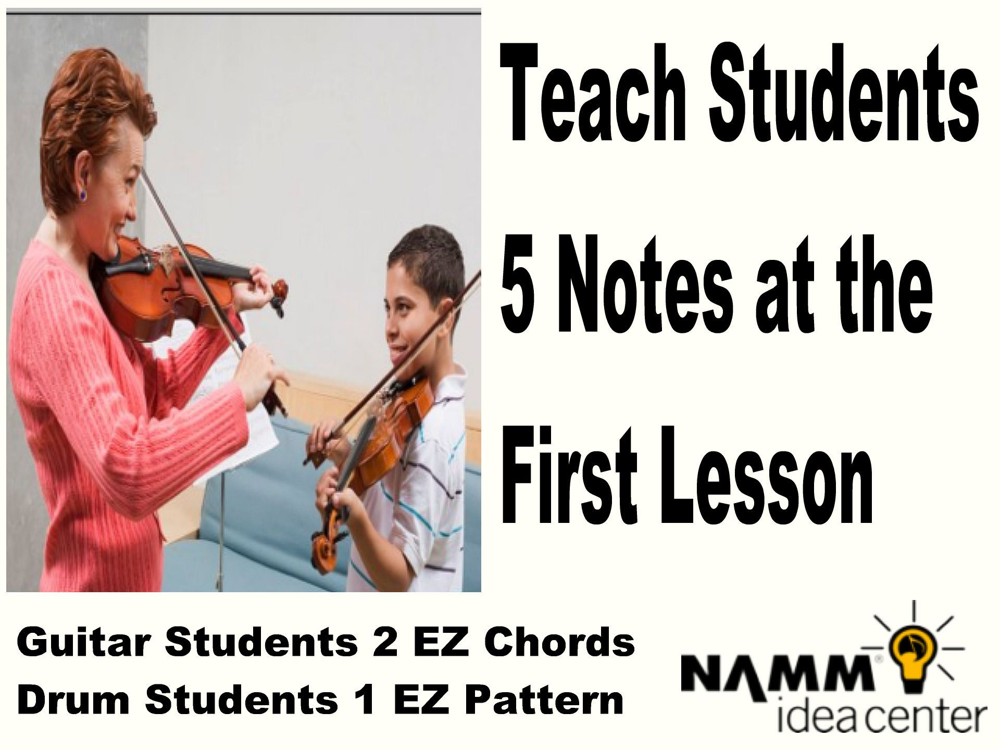 Teach Students
5 Notes at the
First Lesson
Guitar Students 2 EZ Chords
Drum Students 1 EZ Pattern
NAMM®
idea center